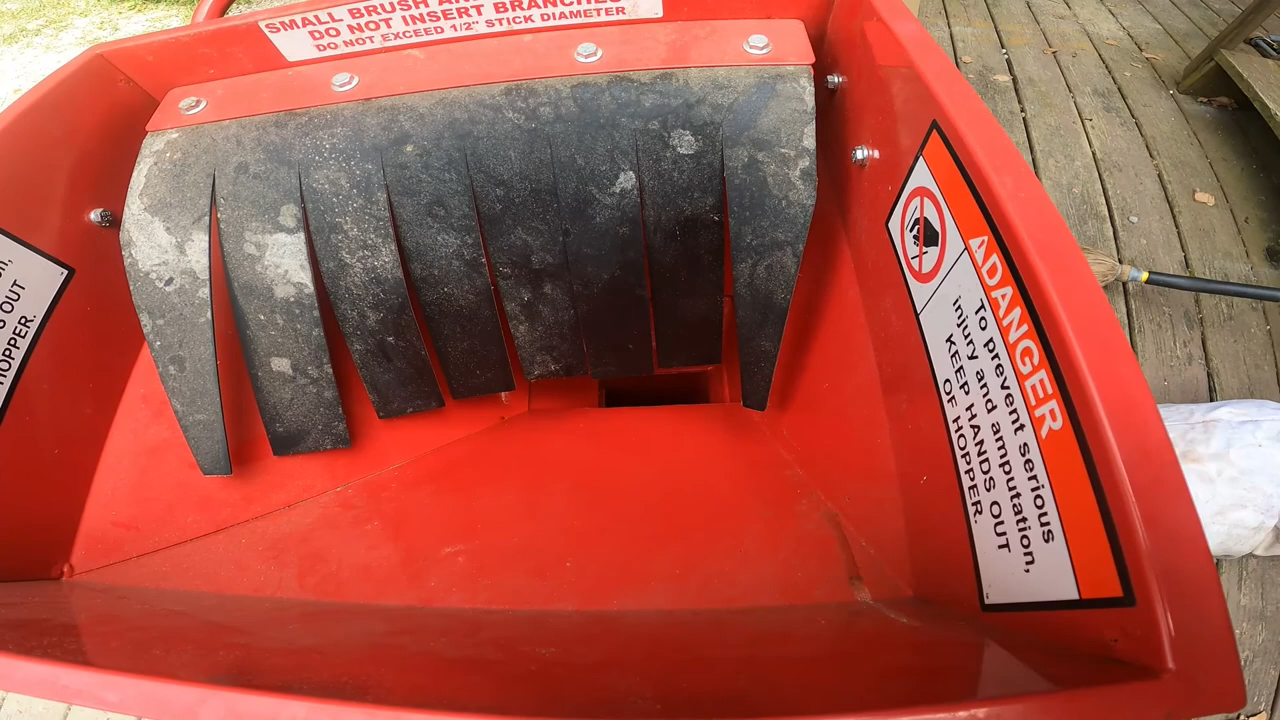 SMALL BRUSH
DO NOT INSERT BRANCHES
DO NOT EXCEED 1/2" STICK DIAMETER
DANGER
To prevent serious
injury and amputation,
KEEP HANDS OUT
OF HOPPER.
OUT
HOPPER.